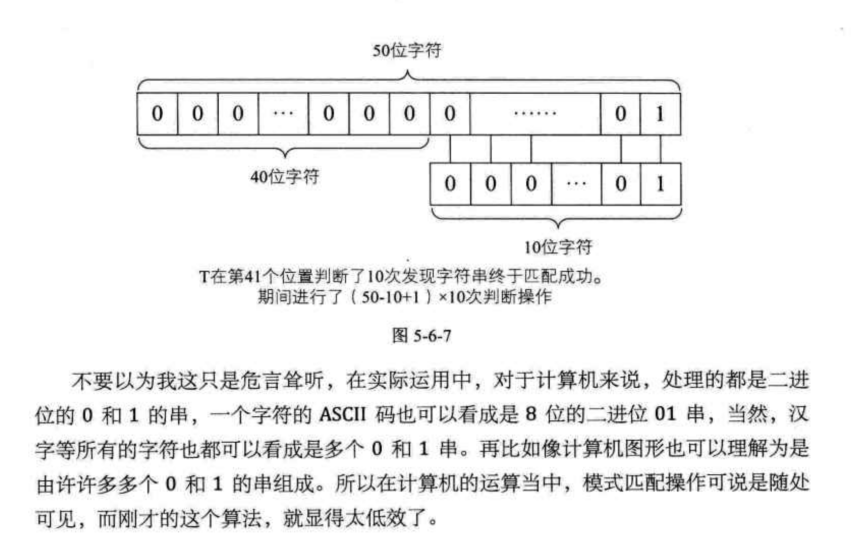 50位字符
0 0 0 … 0 0 0 0 …… 0 1
40位字符
0 0 0 … 0 1
10位字符
T在第41个位置判断了10次发现字符串终于匹配成功。
期间进行了（50-10+1）×10次判断操作
图 5-6-7
不要以为我这只是危言耸听，在实际运用中，对于计算机来说，处理的都是二进
位的 0 和 1 的串，一个字符的 ASCII 码也可以看成是 8 位的二进位 01 串，当然，汉
字等所有的字符也都可以看成是多个 0 和 1 串。再比如像计算机图形也可以理解为是
由许许多多个 0 和 1 的串组成。所以在计算机的运算当中，模式匹配操作可说是随处
可见，而刚才的这个算法，就显得太低效了。